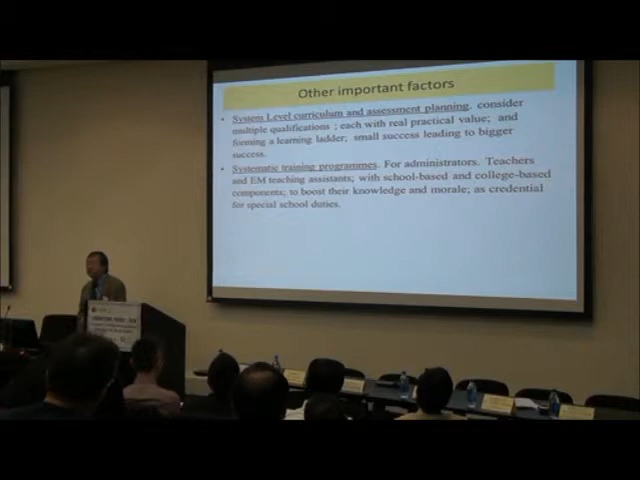 Other important factors
• System Level curriculum and assessment planning. consider
multiple qualifications ; each with real practical value; and
forming a learning ladder; small success leading to bigger
success.
• Systematic training programmes. For administrators. Teachers
and EM teaching assistants; with school-based and college-based
components; to boost their knowledge and morale; as credential
for special school duties.